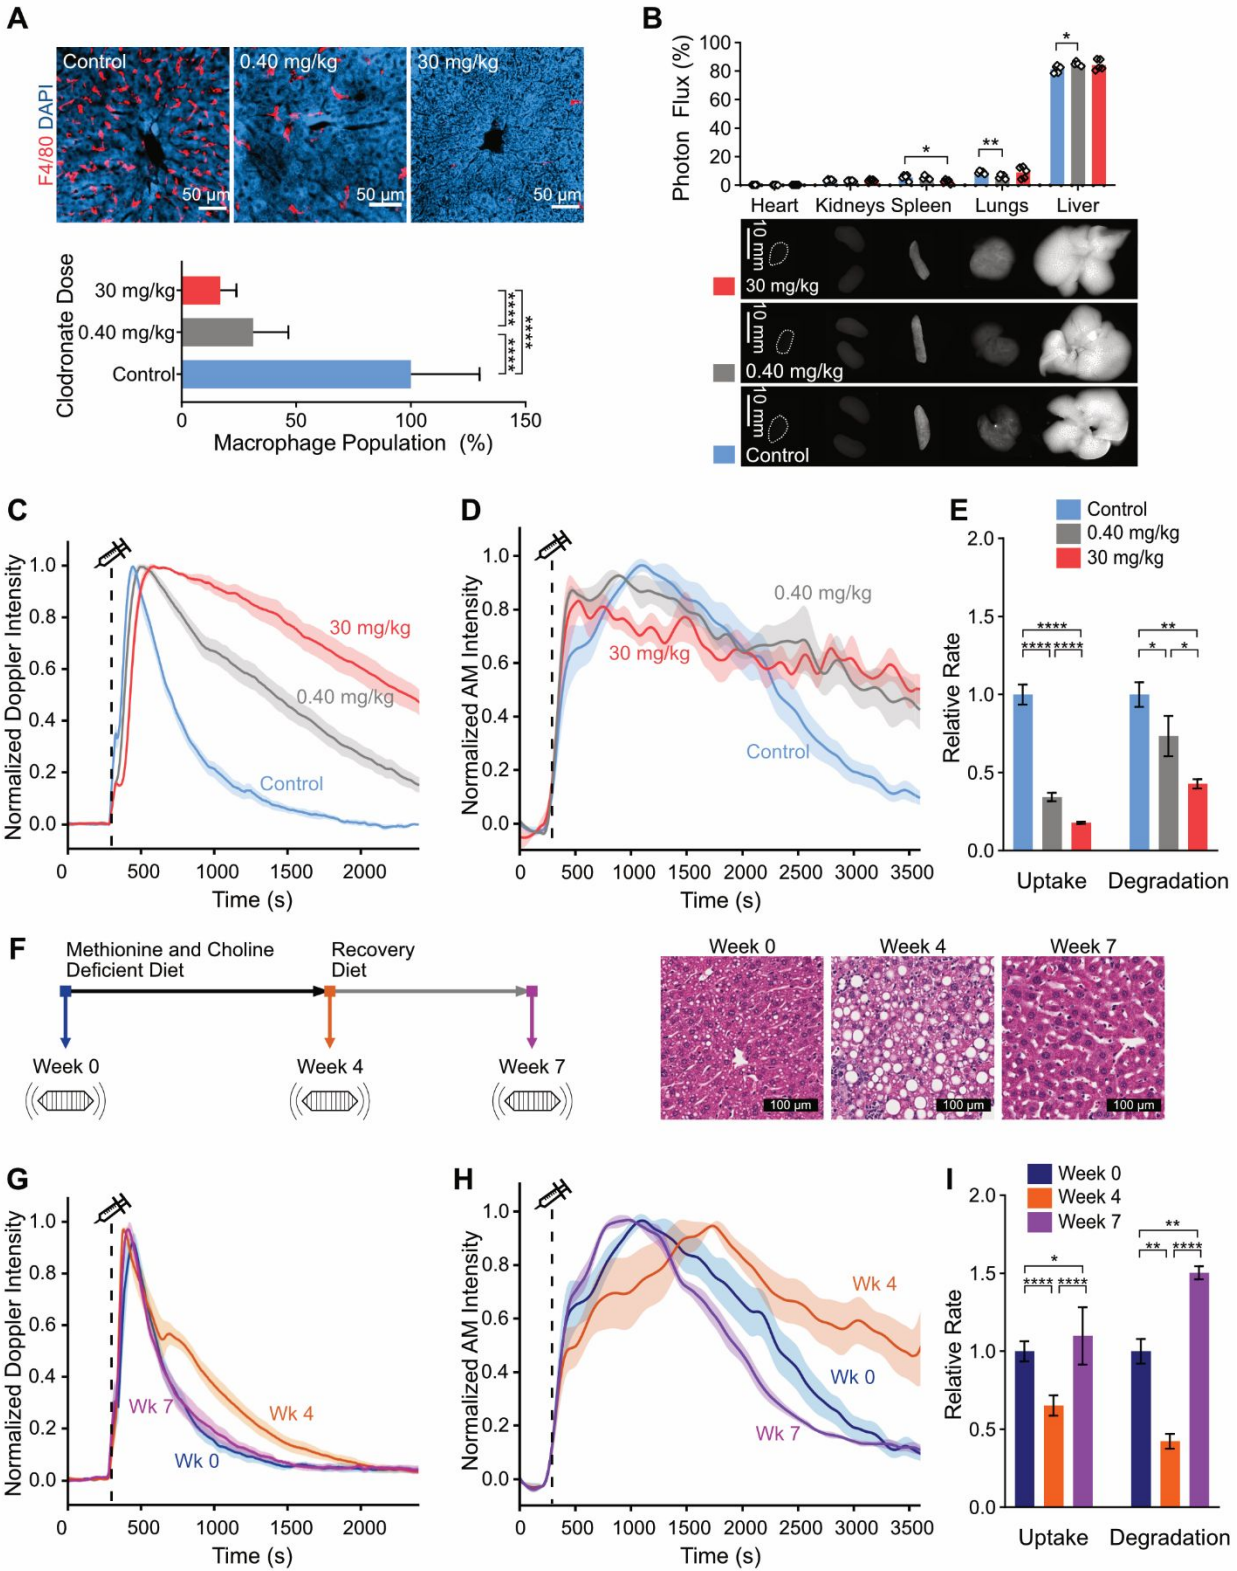 A
Control
0.40 mg/kg
30 mg/kg
F4/80 DAPI
50 µm
50 µm
50 µm
Clodronate Dose
30 mg/kg
0.40 mg/kg
Control
****
****
****
0
50
100
150
Macrophage Population (%)
B
Photon Flux (%)
100
80
60
40
20
0
*
**
*
Heart
Kidneys
Spleen
Lungs
Liver
10 mm
30 mg/kg
10 mm
0.40 mg/kg
10 mm
Control
C
Normalized Doppler Intensity
1.0
0.8
0.6
0.4
0.2
0.0
30 mg/kg
0.40 mg/kg
Control
0
500
1000
1500
2000
Time (s)
D
Normalized AM Intensity
1.0
0.8
0.6
0.4
0.2
0.0
0.40 mg/kg
30 mg/kg
Control
0
500
1000
1500
2000
2500
3000
3500
Time (s)
E
Control
0.40 mg/kg
30 mg/kg
Relative Rate
2.0
1.5
1.0
0.5
0.0
****
**** ****
**
* *
Uptake
Degradation
F
Methionine and Choline
Deficient Diet
Recovery
Diet
Week 0
Week 4
Week 7
Week 0
Week 4
Week 7
100 µm
100 µm
100 µm
G
Normalized Doppler Intensity
1.0
0.8
0.6
0.4
0.2
0.0
Wk 7
Wk 4
Wk 0
0
500
1000
1500
2000
Time (s)
H
Normalized AM Intensity
1.0
0.8
0.6
0.4
0.2
0.0
Wk 4
Wk 0
Wk 7
0
500
1000
1500
2000
2500
3000
3500
Time (s)
I
Week 0
Week 4
Week 7
Relative Rate
2.0
1.5
1.0
0.5
0.0
*
**** ****
**
** ****
Uptake
Degradation